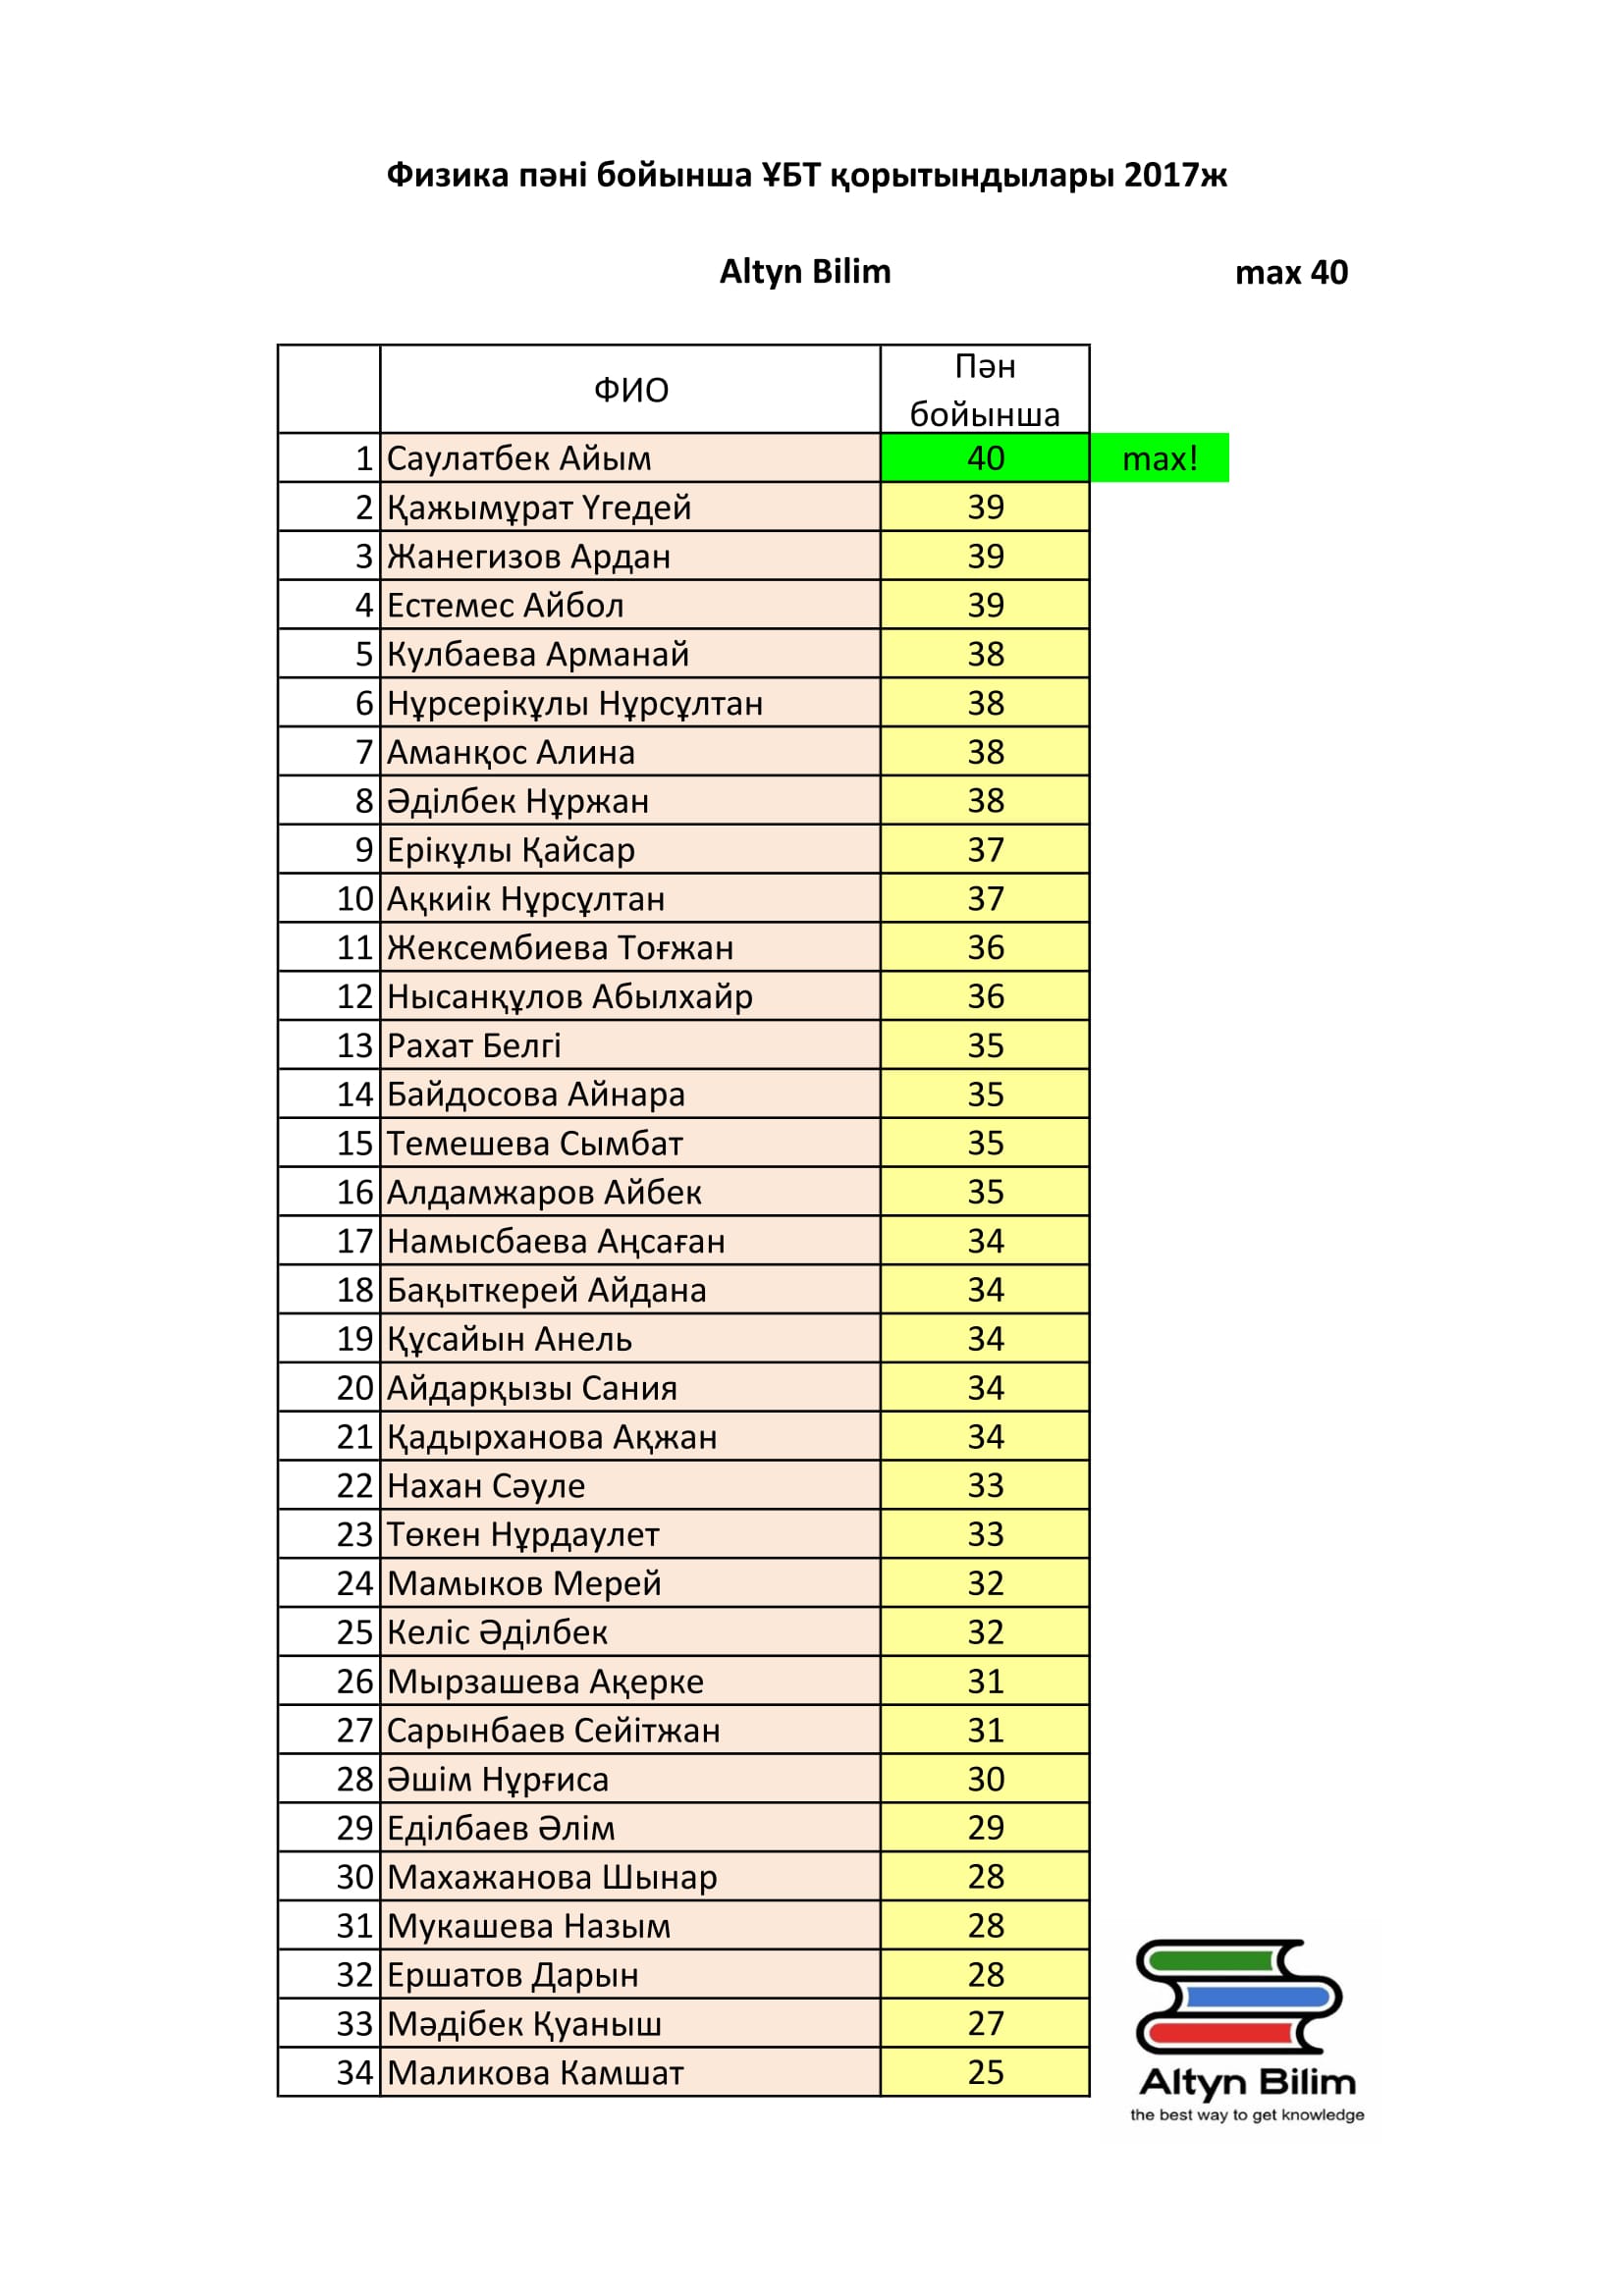 Физика пәні бойынша ҰБТ қорытындылары 2017ж
Altyn Bilim max 40
ФИО Пән бойынша
1 Саулатбек Айым 40 max!
2 Қажымұрат Үгедей 39
3 Жанегизов Ардан 39
4 Естемес Айбол 39
5 Кулбаева Арманай 38
6 Нұрсерікұлы Нұрсұлтан 38
7 Аманқос Алина 38
8 Әділбек Нұржан 38
9 Ерікұлы Қайсар 37
10 Ақкиік Нұрсұлтан 37
11 Жексембиева Тоғжан 36
12 Нысанқұлов Абылхайр 36
13 Рахат Белгі 35
14 Байдосова Айнара 35
15 Темешева Сымбат 35
16 Алдамжаров Айбек 35
17 Намысбаева Аңсаған 34
18 Бақыткерей Айдана 34
19 Құсайын Анель 34
20 Айдарқызы Сания 34
21 Қадырханова Ақжан 34
22 Нахан Сәуле 33
23 Төкен Нұрдаулет 33
24 Мамыков Мерей 32
25 Келіс Әділбек 32
26 Мырзашева Ақерке 31
27 Сарынбаев Сейітжан 31
28 Әшім Нұрғиса 30
29 Еділбаев Әлім 29
30 Махажанова Шынар 28
31 Мукашева Назым 28
32 Ершатов Дарын 28
33 Мәдібек Қуаныш 27
34 Маликова Камшат 25
Altyn Bilim
the best way to get knowledge